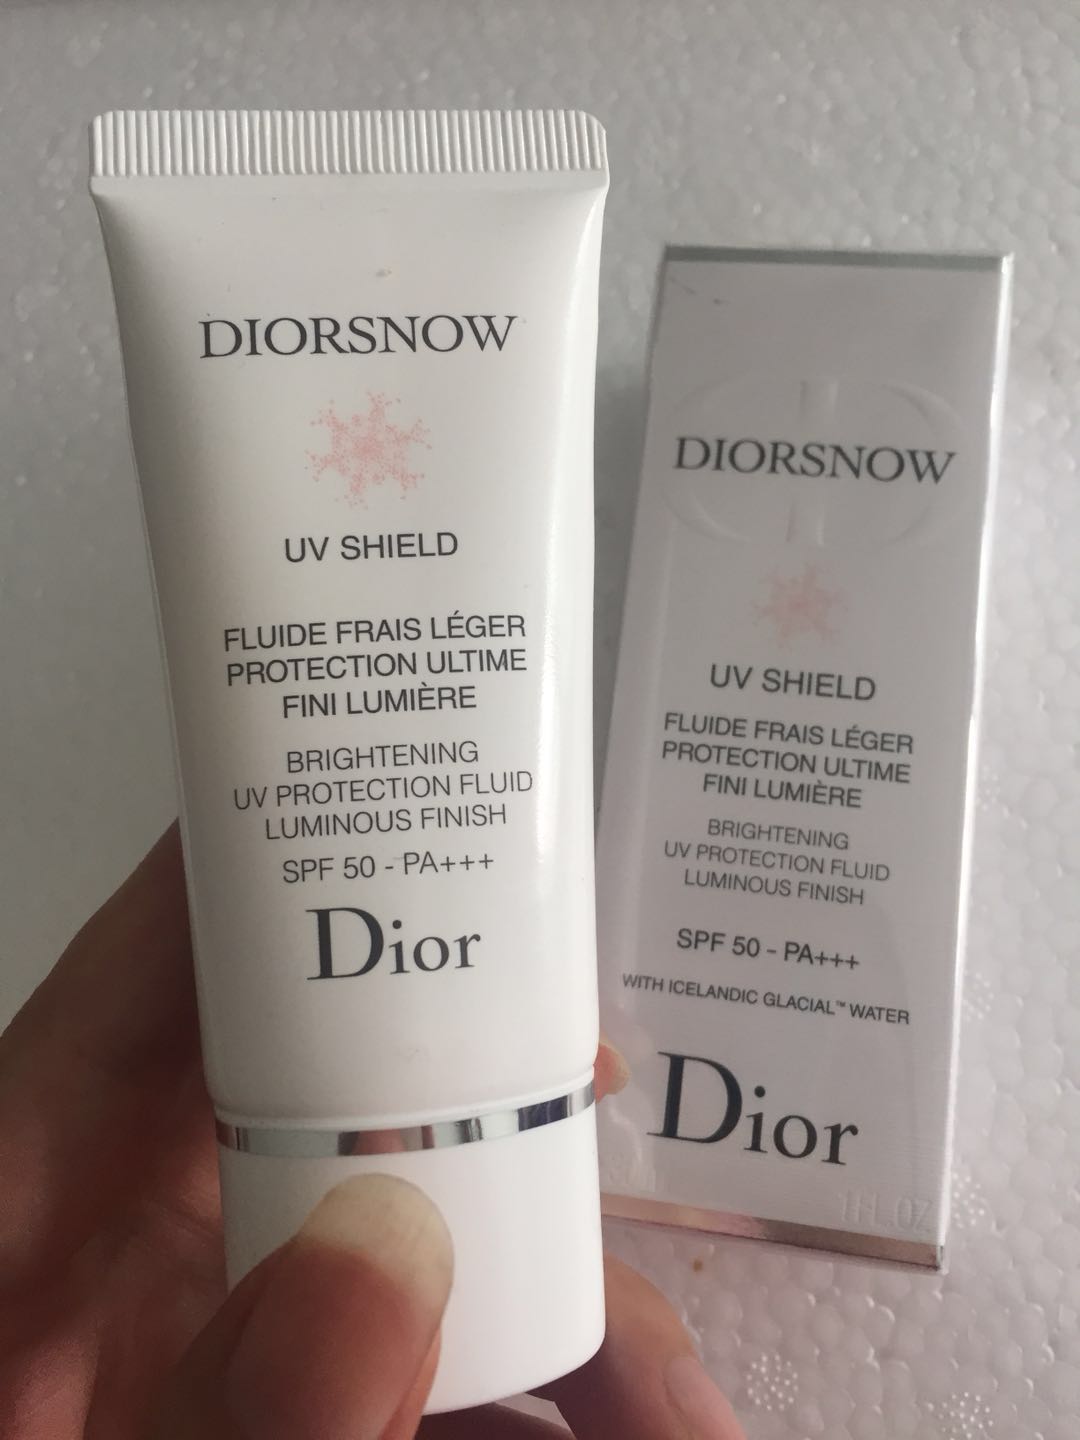 DIORSNOW
UV SHIELD
FLUIDE FRAIS LÉGER
PROTECTION ULTIME
FINI LUMIÈRE
BRIGHTENING
UV PROTECTION FLUID
LUMINOUS FINISH
SPF 50 - PA+++
Dior
DIORSNOW
UV SHIELD
FLUIDE FRAIS LÉGER
PROTECTION ULTIME
FINI LUMIÈRE
BRIGHTENING
UV PROTECTION FLUID
LUMINOUS FINISH
SPF 50 - PA+++
WITH ICELANDIC GLACIAL™ WATER
Dior
1FL.OZ